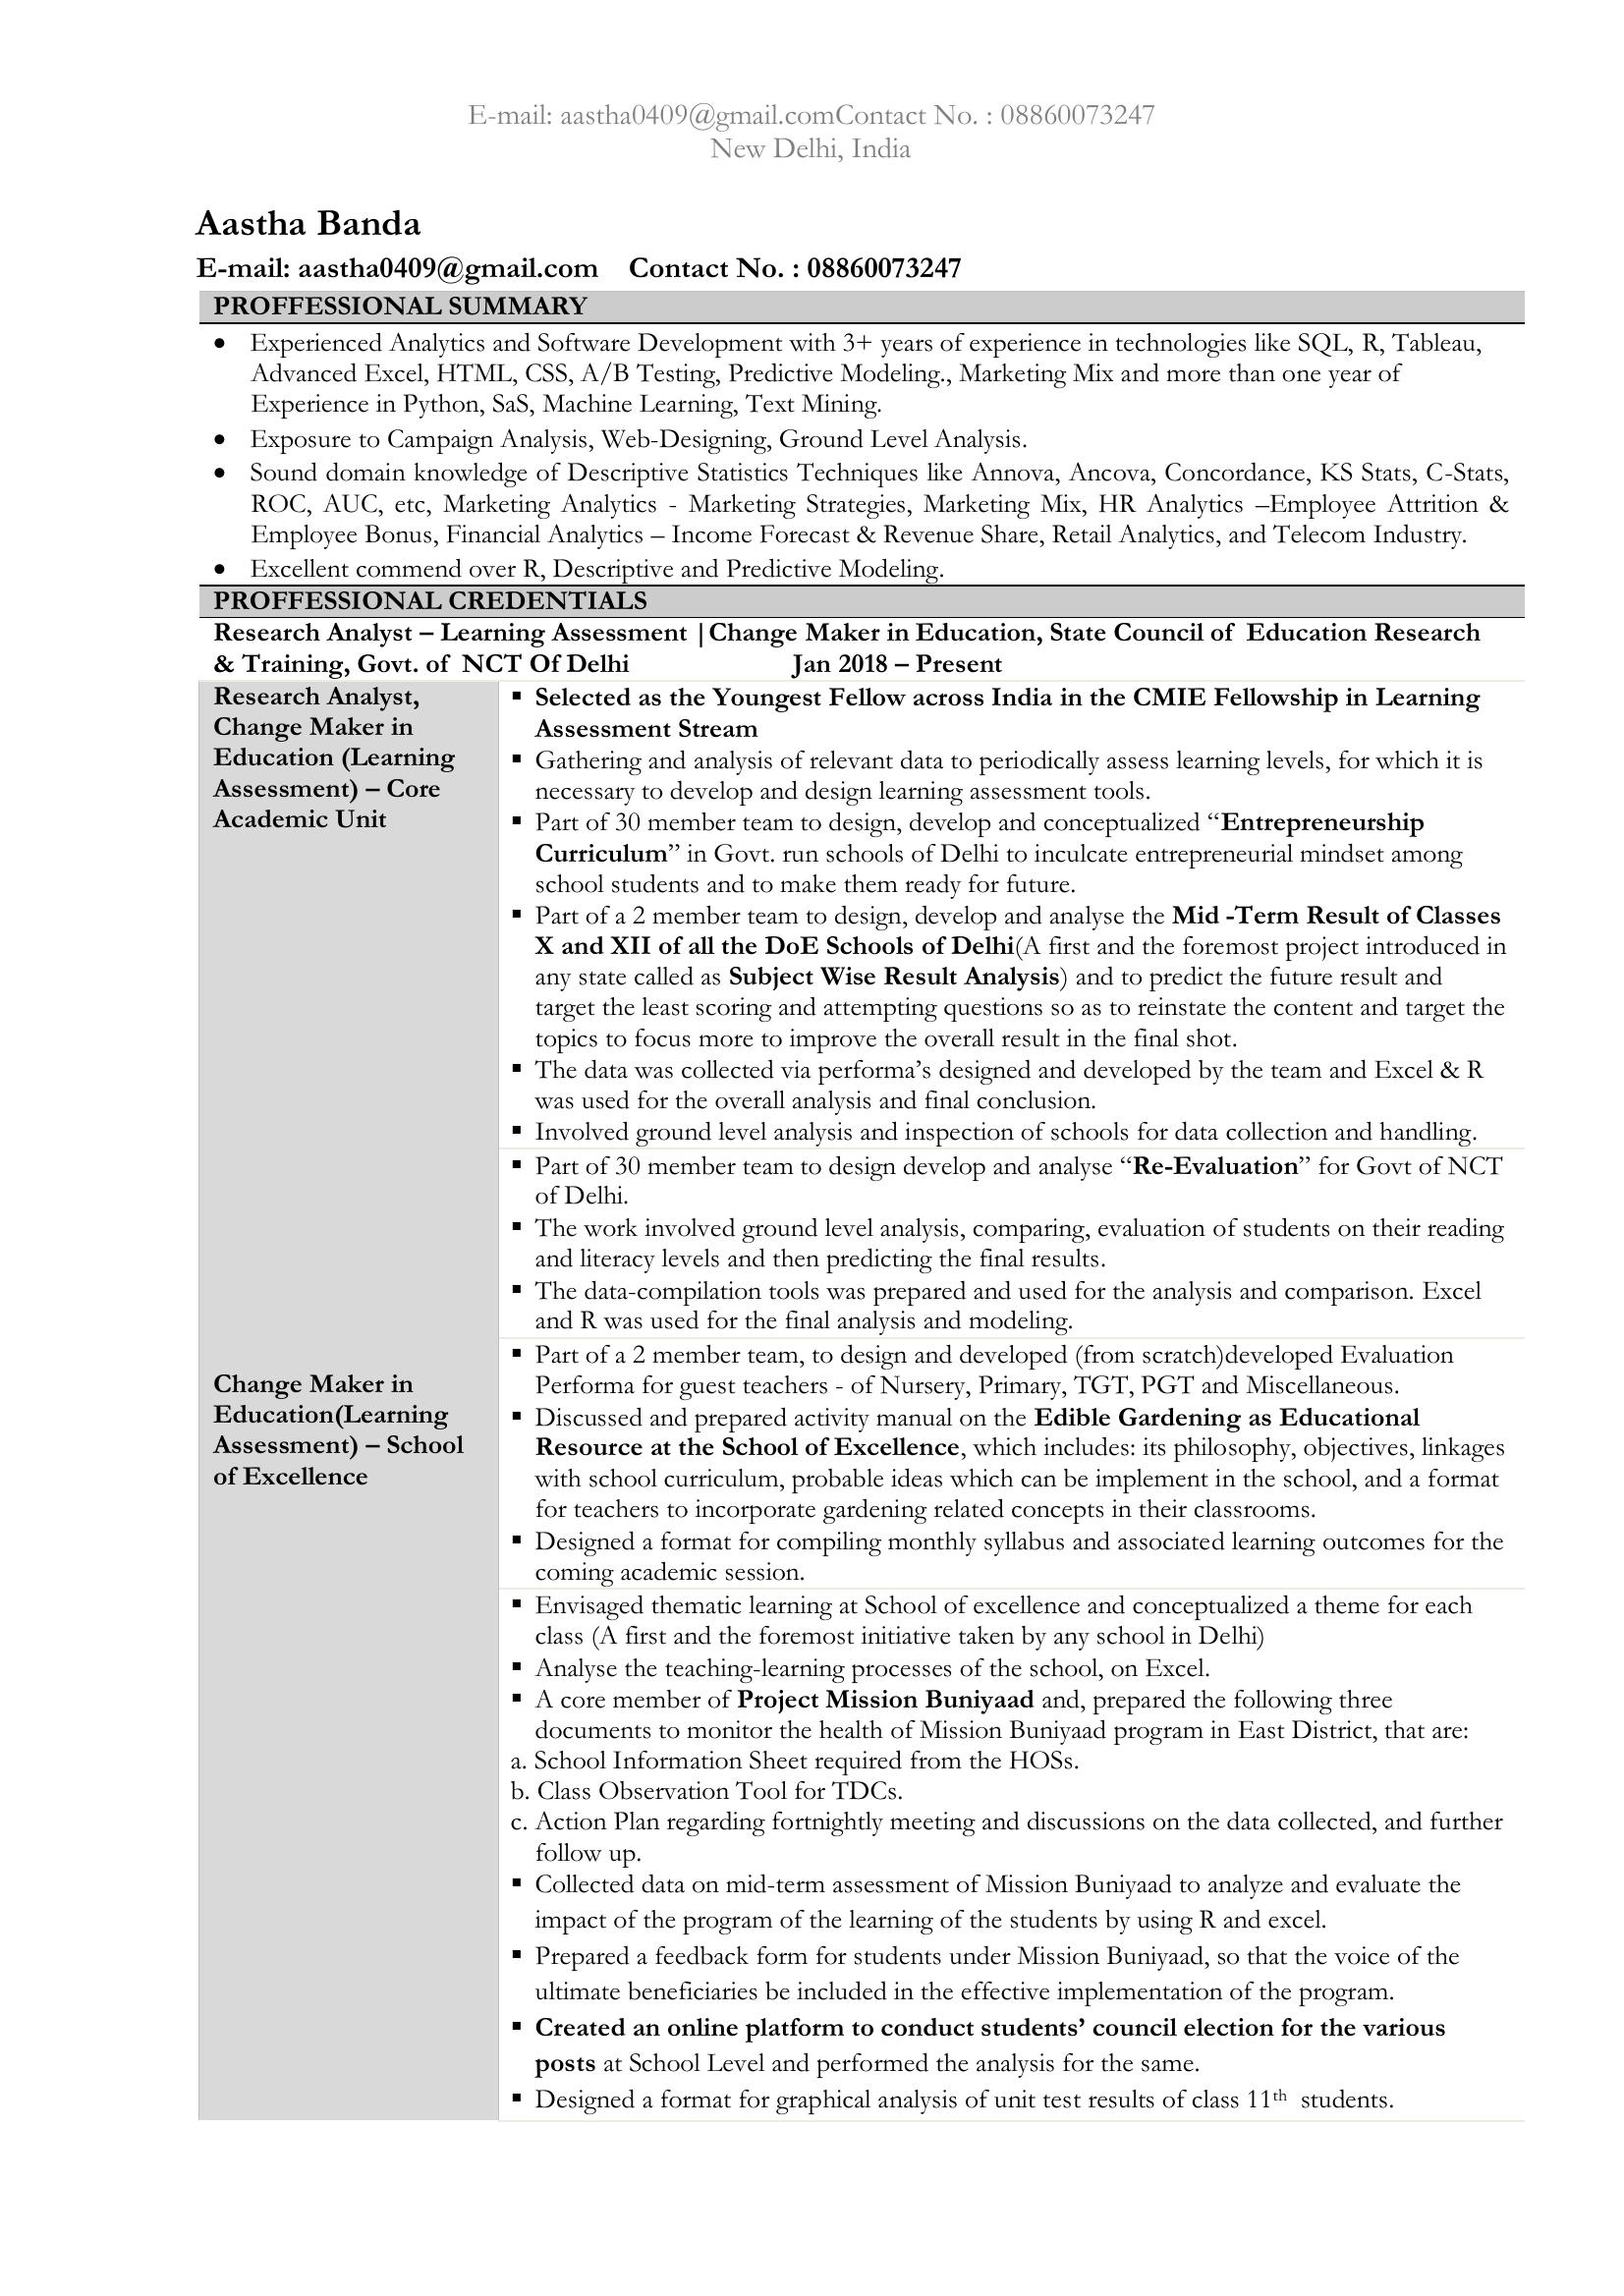 E-mail: aastha0409@gmail.comContact No. : 08860073247
New Delhi, India
Aastha Banda
E-mail: aastha0409@gmail.com Contact No. : 08860073247
PROFFESSIONAL SUMMARY
• Experienced Analytics and Software Development with 3+ years of experience in technologies like SQL, R, Tableau,
Advanced Excel, HTML, CSS, A/B Testing, Predictive Modeling., Marketing Mix and more than one year of
Experience in Python, SaS, Machine Learning, Text Mining.
• Exposure to Campaign Analysis, Web-Designing, Ground Level Analysis.
• Sound domain knowledge of Descriptive Statistics Techniques like Annova, Ancova, Concordance, KS Stats, C-Stats,
ROC, AUC, etc, Marketing Analytics - Marketing Strategies, Marketing Mix, HR Analytics –Employee Attrition &
Employee Bonus, Financial Analytics – Income Forecast & Revenue Share, Retail Analytics, and Telecom Industry.
• Excellent commend over R, Descriptive and Predictive Modeling.
PROFFESSIONAL CREDENTIALS
Research Analyst – Learning Assessment |Change Maker in Education, State Council of Education Research
& Training, Govt. of NCT Of Delhi Jan 2018 – Present
Research Analyst,
Change Maker in
Education (Learning
Assessment) – Core
Academic Unit
▪ Selected as the Youngest Fellow across India in the CMIE Fellowship in Learning
Assessment Stream
▪ Gathering and analysis of relevant data to periodically assess learning levels, for which it is
necessary to develop and design learning assessment tools.
▪ Part of 30 member team to design, develop and conceptualized “Entrepreneurship
Curriculum” in Govt. run schools of Delhi to inculcate entrepreneurial mindset among
school students and to make them ready for future.
▪ Part of a 2 member team to design, develop and analyse the Mid -Term Result of Classes
X and XII of all the DoE Schools of Delhi(A first and the foremost project introduced in
any state called as Subject Wise Result Analysis) and to predict the future result and
target the least scoring and attempting questions so as to reinstate the content and target the
topics to focus more to improve the overall result in the final shot.
▪ The data was collected via performa’s designed and developed by the team and Excel & R
was used for the overall analysis and final conclusion.
▪ Involved ground level analysis and inspection of schools for data collection and handling.
▪ Part of 30 member team to design develop and analyse “Re-Evaluation” for Govt of NCT
of Delhi.
▪ The work involved ground level analysis, comparing, evaluation of students on their reading
and literacy levels and then predicting the final results.
▪ The data-compilation tools was prepared and used for the analysis and comparison. Excel
and R was used for the final analysis and modeling.
Change Maker in
Education(Learning
Assessment) – School
of Excellence
▪ Part of a 2 member team, to design and developed (from scratch)developed Evaluation
Performa for guest teachers - of Nursery, Primary, TGT, PGT and Miscellaneous.
▪ Discussed and prepared activity manual on the Edible Gardening as Educational
Resource at the School of Excellence, which includes: its philosophy, objectives, linkages
with school curriculum, probable ideas which can be implement in the school, and a format
for teachers to incorporate gardening related concepts in their classrooms.
▪ Designed a format for compiling monthly syllabus and associated learning outcomes for the
coming academic session.
▪ Envisaged thematic learning at School of excellence and conceptualized a theme for each
class (A first and the foremost initiative taken by any school in Delhi)
▪ Analyse the teaching-learning processes of the school, on Excel.
▪ A core member of Project Mission Buniyaad and, prepared the following three
documents to monitor the health of Mission Buniyaad program in East District, that are:
a. School Information Sheet required from the HOSs.
b. Class Observation Tool for TDCs.
c. Action Plan regarding fortnightly meeting and discussions on the data collected, and further
follow up.
▪ Collected data on mid-term assessment of Mission Buniyaad to analyze and evaluate the
impact of the program of the learning of the students by using R and excel.
▪ Prepared a feedback form for students under Mission Buniyaad, so that the voice of the
ultimate beneficiaries be included in the effective implementation of the program.
▪ Created an online platform to conduct students’ council election for the various
posts at School Level and performed the analysis for the same.
▪ Designed a format for graphical analysis of unit test results of class 11th students.